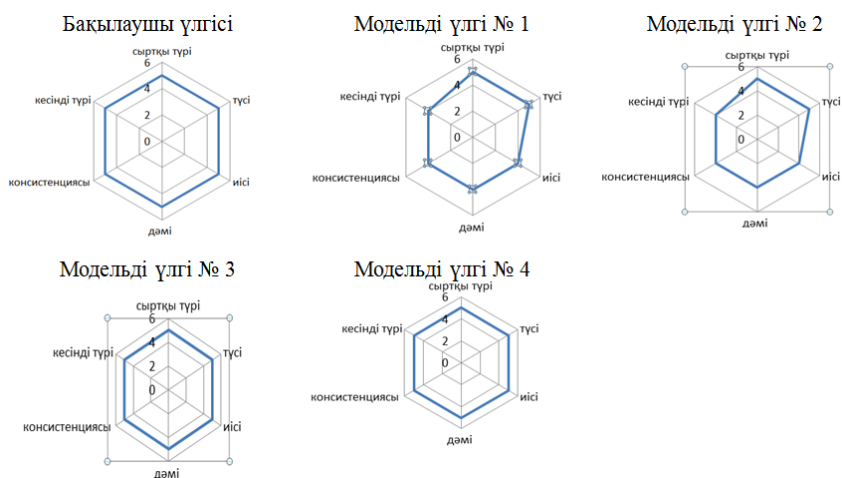 Бақылаушы үлгісі
сыртқы түрі
6
4
2
0
кесінді түрі
түсі
консистенциясы
иісі
дәмі
Модельді үлгі № 1
сыртқы түрі
6
4
2
0
кесінді түрі
түсі
консистенциясы
иісі
дәмі
Модельді үлгі № 2
сыртқы түрі
6
4
2
0
кесінді түрі
түсі
консистенциясы
иісі
дәмі
Модельді үлгі № 3
сыртқы түрі
6
4
2
0
кесінді түрі
түсі
консистенциясы
иісі
дәмі
Модельді үлгі № 4
сыртқы түрі
6
4
2
0
кесінді түрі
түсі
консистенциясы
иісі
дәмі